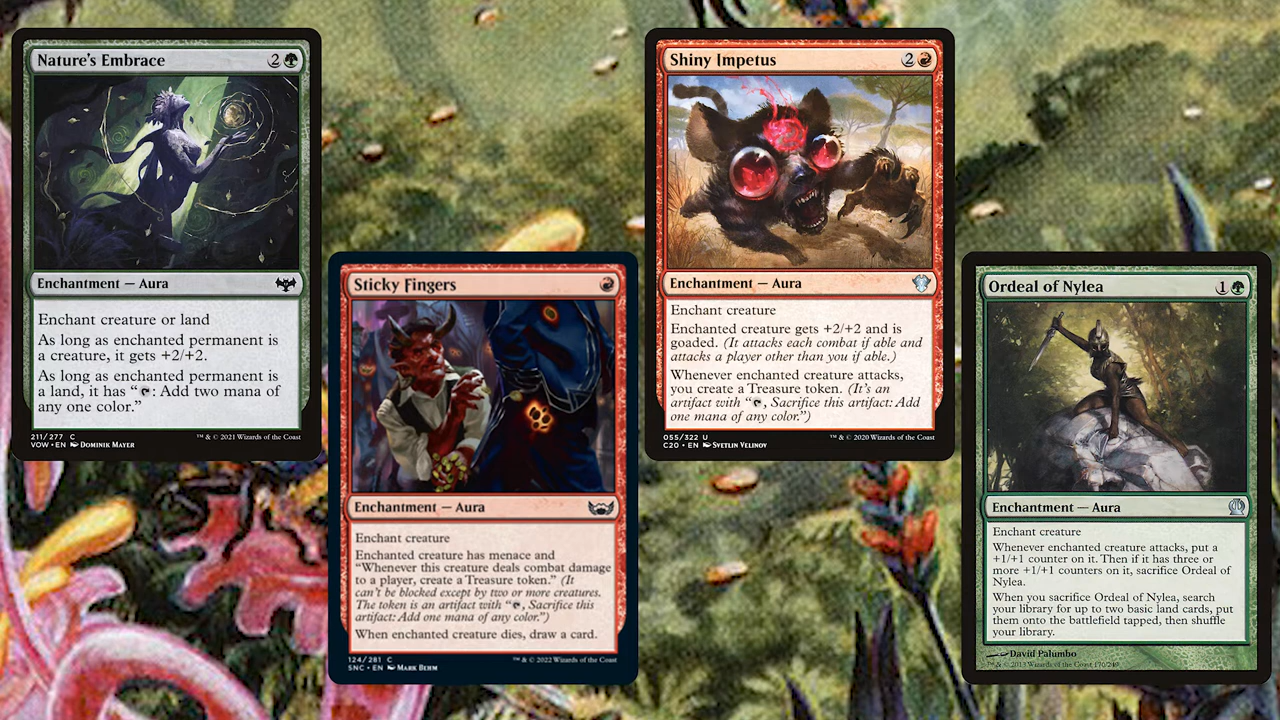 Nature's Embrace 2
Enchantment — Aura
Enchant creature or land
As long as enchanted permanent is
a creature, it gets +2/+2.
As long as enchanted permanent is
a land, it has “: Add two mana of
any one color.”
211/277 C
VOW • EN Dominik Mayer
™ & © 2021 Wizards of the Coast
Sticky Fingers
Enchantment — Aura
Enchant creature
Enchanted creature has menace and
“Whenever this creature deals combat damage
to a player, create a Treasure token.” (It
can't be blocked except by two or more creatures.
The token is an artifact with “, Sacrifice this
artifact: Add one mana of any color.”)
When enchanted creature dies, draw a card.
124/281 C
SNC • EN Mark Behm
™ & © 2022 Wizards of the Coast
Shiny Impetus 2
Enchantment — Aura
Enchant creature
Enchanted creature gets +2/+2 and is
goaded. (It attacks each combat if able and
attacks a player other than you if able.)
Whenever enchanted creature attacks,
you create a Treasure token. (It's an
artifact with “, Sacrifice this artifact: Add
one mana of any color.”)
055/322 U
C20 • EN Svetlin Velinov
™ & © 2020 Wizards of the Coast
Ordeal of Nylea 1
Enchantment — Aura
Enchant creature
Whenever enchanted creature attacks, put a
+1/+1 counter on it. Then if it has three or
more +1/+1 counters on it, sacrifice Ordeal of
Nylea.
When you sacrifice Ordeal of Nylea, search
your library for up to two basic land cards, put
them onto the battlefield tapped, then shuffle
your library.
David Palumbo
™ & © 2013 Wizards of the Coast 170/249